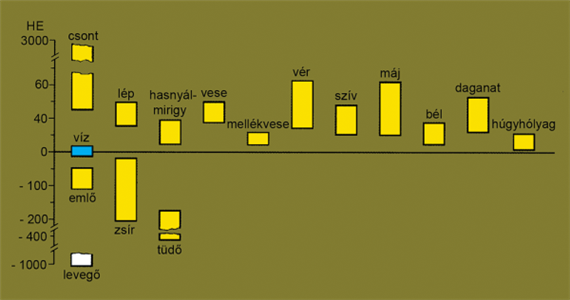 HE
3000
csont
60
40
0
- 100
- 200
- 400
- 1000
lép
hasnyál-
mirigy
vese
mellékvese
vér
szív
máj
bél
daganat
húgyhólyag
víz
emlő
zsír
tüdő
levegő